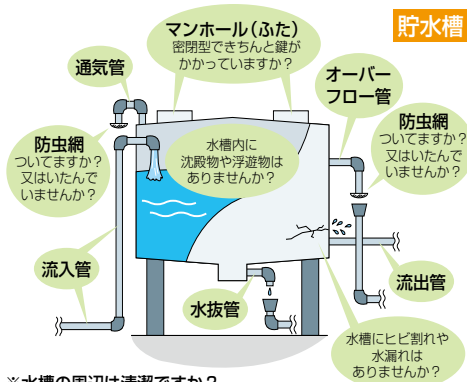 貯水槽
マンホール(ふた)
密閉型できちんと鍵が
かかっていますか?
通気管
オーバー
フロー管
防虫網
ついてますか?
又はいたんで
いませんか?
水槽内に
沈殿物や浮遊物は
ありませんか?
防虫網
ついてますか?
又はいたんで
いませんか?
流入管
水抜管
流出管
水槽にヒビ割れや
水漏れは
ありませんか?
※水槽の周辺は清潔ですか?